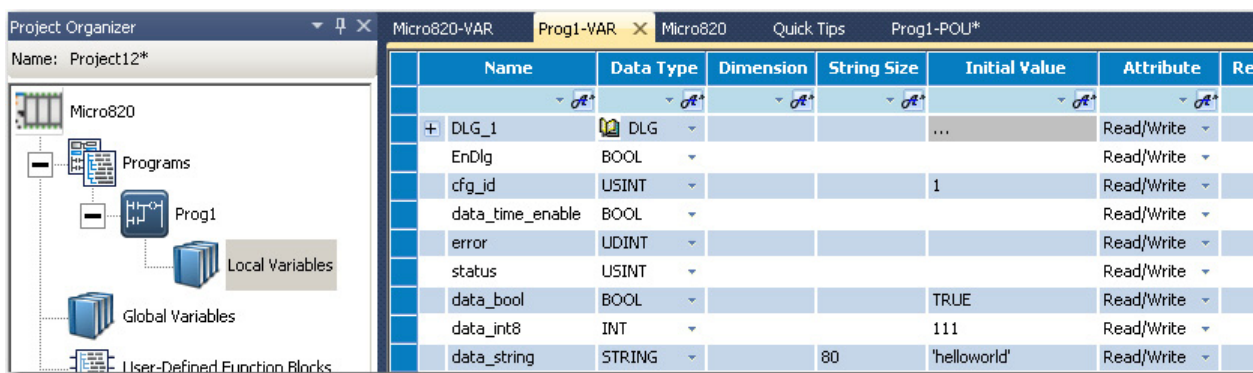 Project Organizer
Name: Project12*
Micro820
Programs
Prog1
Local Variables
Global Variables
User-Defined Function Blocks
Micro820-VAR Prog1-VAR Micro820 Quick Tips Prog1-POU*
Name Data Type Dimension String Size Initial Value Attribute Re
DLG_1 DLG ... Read/Write
EnDlg BOOL Read/Write
cfg_id USINT 1 Read/Write
data_time_enable BOOL Read/Write
error UDINT Read/Write
status USINT Read/Write
data_bool BOOL TRUE Read/Write
data_int8 INT 111 Read/Write
data_string STRING 80 'helloworld' Read/Write